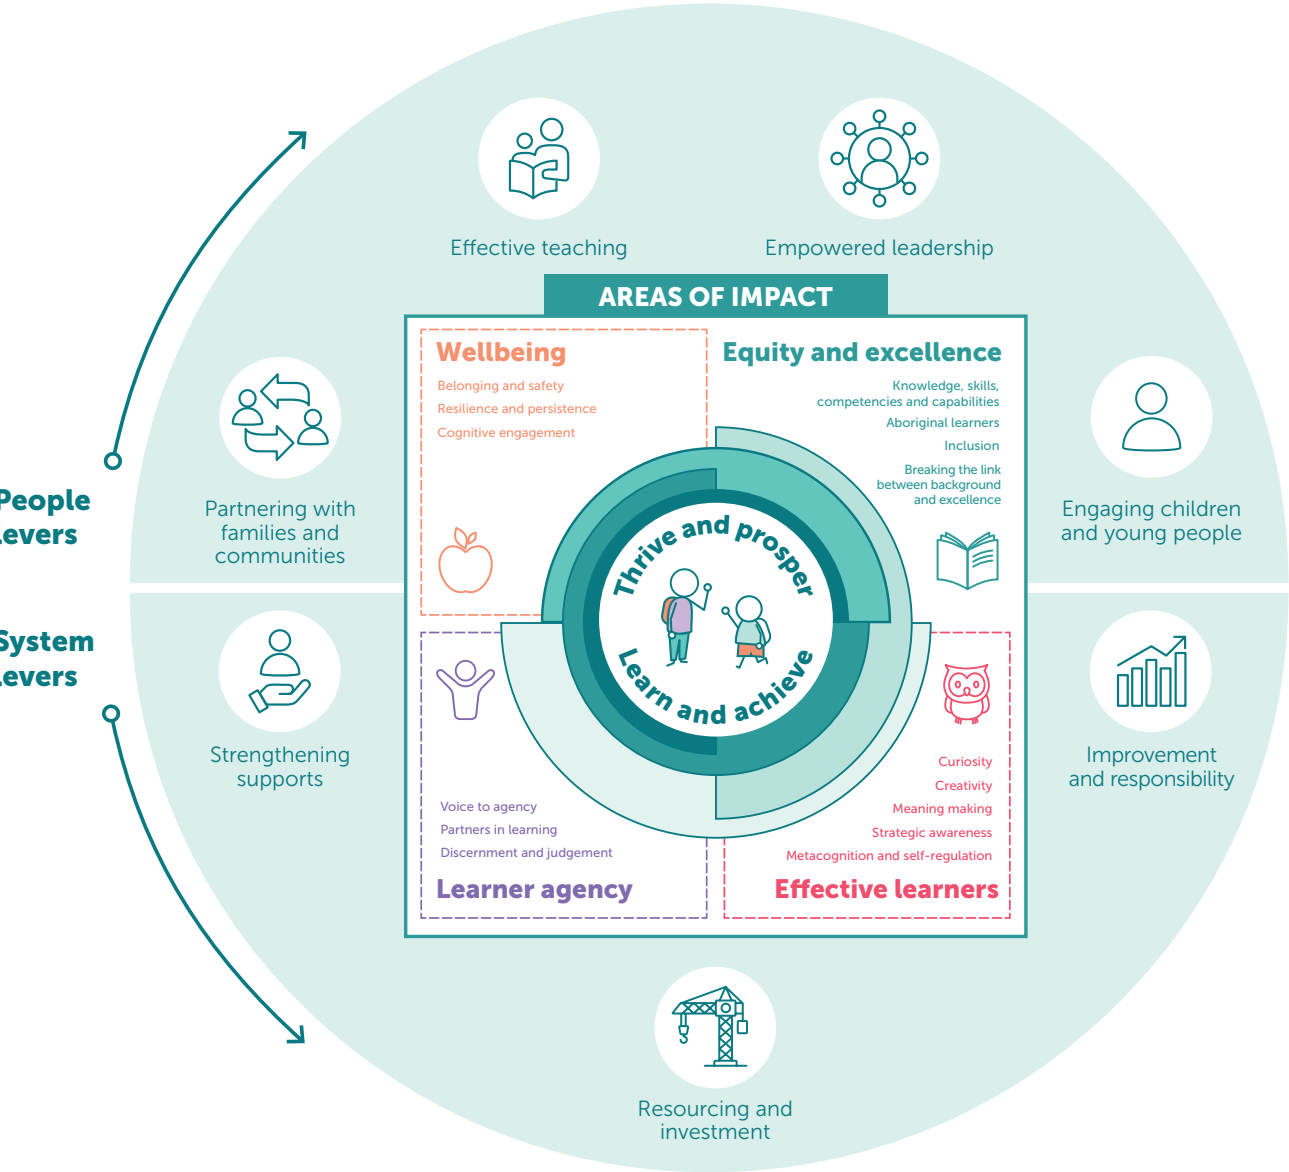 Effective teaching
Empowered leadership
AREAS OF IMPACT
Wellbeing
Belonging and safety
Resilience and persistence
Cognitive engagement
Equity and excellence
Knowledge, skills,
competencies and capabilities
Aboriginal learners
Inclusion
Breaking the link
between background
and excellence
People
Levers
Partnering with
families and
communities
Engaging children
and young people
Thrive and prosper
Learn and achieve
System
Levers
Strengthening
supports
Improvement
and responsibility
Voice to agency
Partners in learning
Discernment and judgement
Learner agency
Curiosity
Creativity
Meaning making
Strategic awareness
Metacognition and self-regulation
Effective learners
Resourcing and
investment